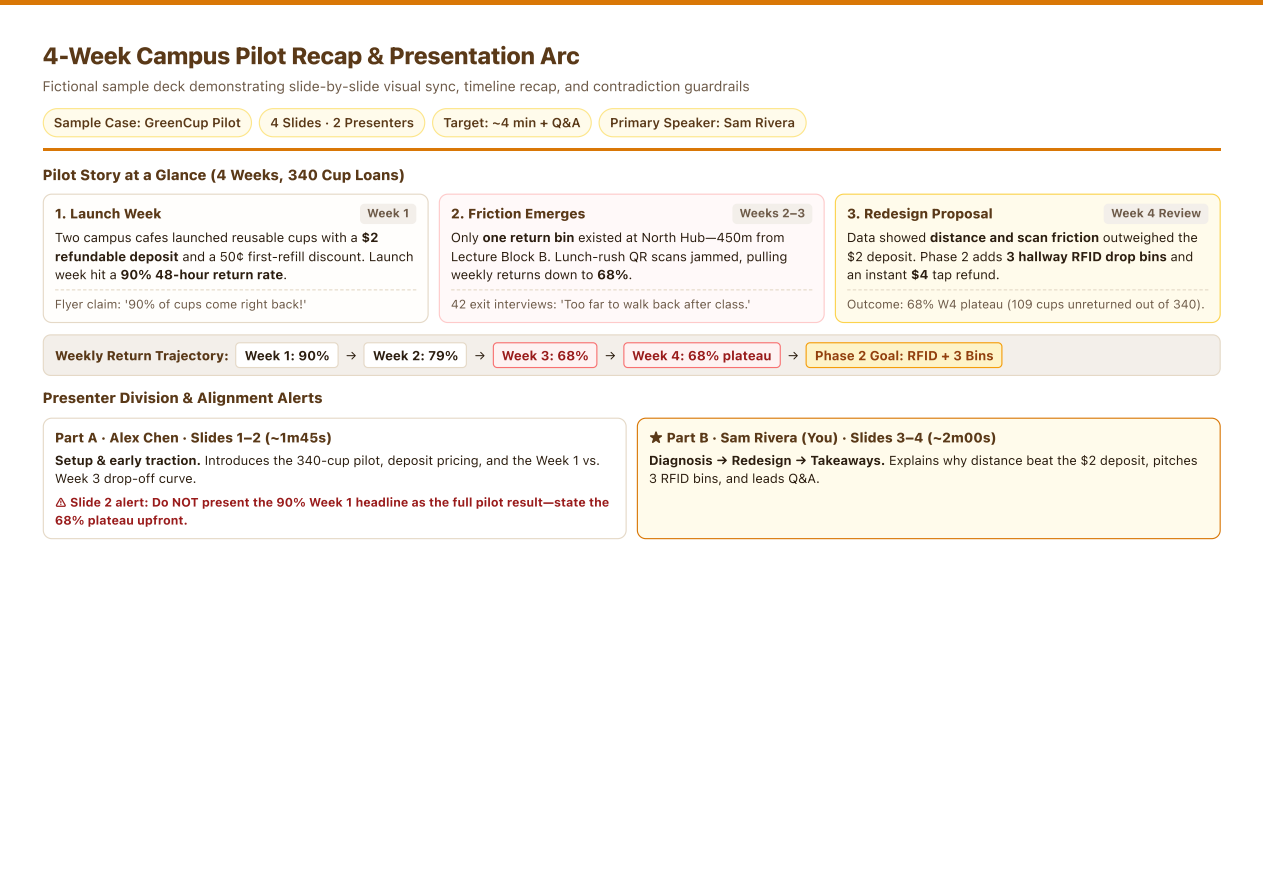 4-Week Campus Pilot Recap & Presentation Arc
Fictional sample deck demonstrating slide-by-slide visual sync, timeline recap, and contradiction guardrails
Sample Case: GreenCup Pilot
4 Slides · 2 Presenters
Target: ~4 min + Q&A
Primary Speaker: Sam Rivera
Pilot Story at a Glance (4 Weeks, 340 Cup Loans)
1. Launch Week
Week 1
Two campus cafes launched reusable cups with a $2
refundable deposit and a 50¢ first-refill discount. Launch
week hit a 90% 48-hour return rate.
Flyer claim: '90% of cups come right back!'
2. Friction Emerges
Weeks 2–3
Only one return bin existed at North Hub—450m from
Lecture Block B. Lunch-rush QR scans jammed, pulling
weekly returns down to 68%.
42 exit interviews: 'Too far to walk back after class.'
3. Redesign Proposal
Week 4 Review
Data showed distance and scan friction outweighed the
$2 deposit. Phase 2 adds 3 hallway RFID drop bins and
an instant $4 tap refund.
Outcome: 68% W4 plateau (109 cups unreturned out of 340).
Weekly Return Trajectory: Week 1: 90% → Week 2: 79% → Week 3: 68% → Week 4: 68% plateau → Phase 2 Goal: RFID + 3 Bins
Presenter Division & Alignment Alerts
Part A · Alex Chen · Slides 1–2 (~1m45s)
Setup & early traction. Introduces the 340-cup pilot, deposit pricing, and the Week 1 vs.
Week 3 drop-off curve.
⚠ Slide 2 alert: Do NOT present the 90% Week 1 headline as the full pilot result—state the
68% plateau upfront.
★ Part B · Sam Rivera (You) · Slides 3–4 (~2m00s)
Diagnosis → Redesign → Takeaways. Explains why distance beat the $2 deposit, pitches
3 RFID bins, and leads Q&A.